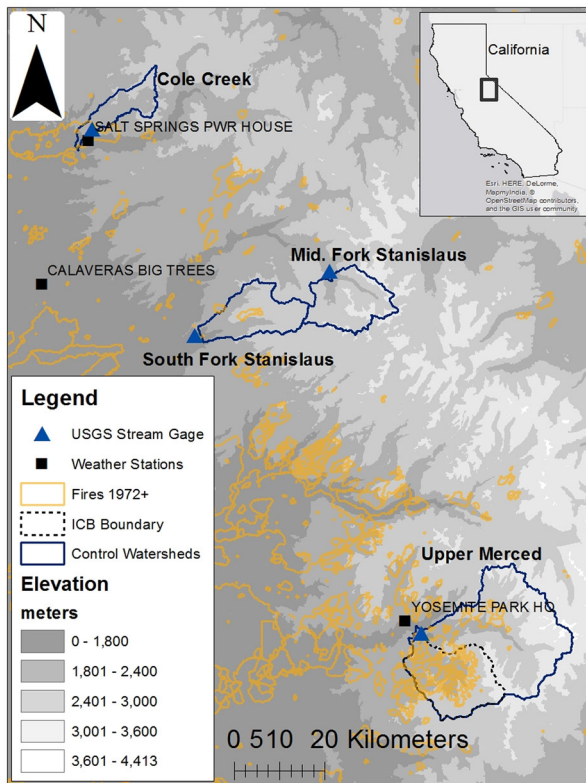 N
California
Esri, HERE, DeLorme,
MapmyIndia, ©
OpenStreetMap contributors,
and the GIS user community
Cole Creek
SALT SPRINGS PWR HOUSE
Mid. Fork Stanislaus
CALAVERAS BIG TREES
South Fork Stanislaus
Legend
USGS Stream Gage
Weather Stations
Fires 1972+
ICB Boundary
Control Watersheds
Elevation
meters
0 - 1,800
1,801 - 2,400
2,401 - 3,000
3,001 - 3,600
3,601 - 4,413
Upper Merced
YOSEMITE PARK HQ
0 510 20 Kilometers